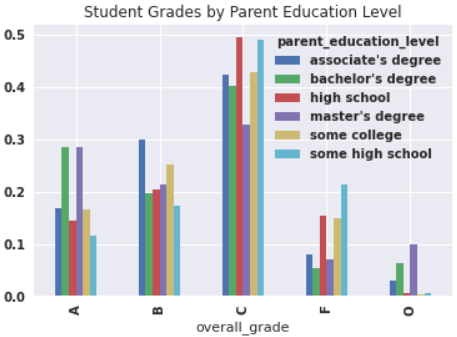 Student Grades by Parent Education Level
parent_education_level
associate's degree
bachelor's degree
high school
master's degree
some college
some high school
0.5
0.4
0.3
0.2
0.1
0.0
A
B
C
F
O
overall_grade